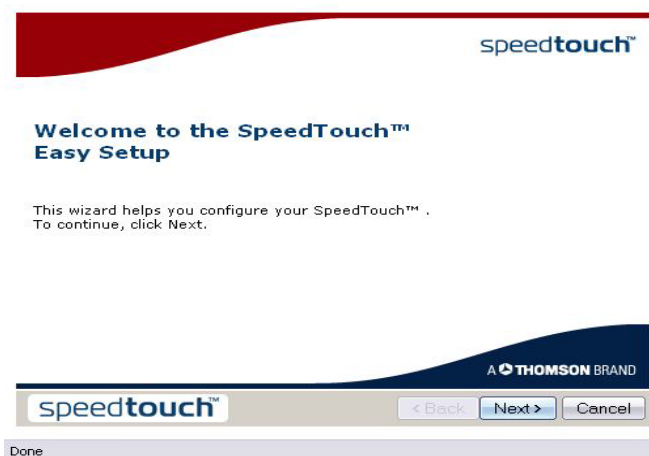 speedtouch™
Welcome to the SpeedTouch™
Easy Setup
This wizard helps you configure your SpeedTouch™ .
To continue, click Next.
A THOMSON BRAND
speedtouch™
< Back Next > Cancel
Done